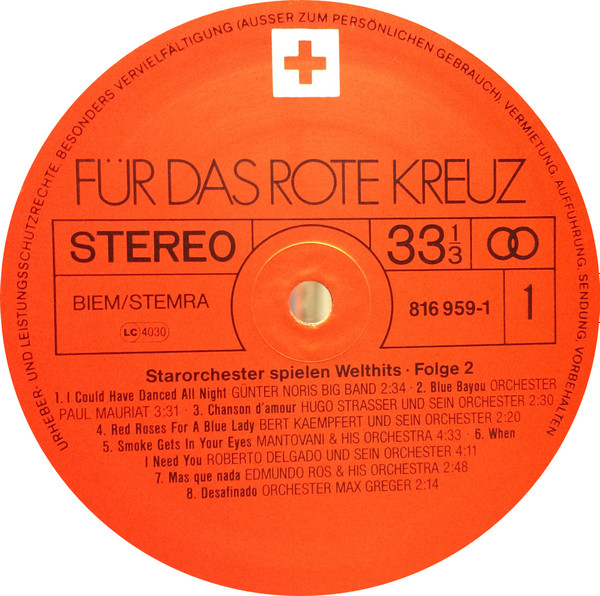 URHEBER- UND LEISTUNGSSCHUTZRECHTE, BESONDERS VERVIELFÄLTIGUNG (AUSSER ZUM PERSÖNLICHEN GEBRAUCH), VERMIETUNG, AUFFÜHRUNG, SENDUNG, VORBEHALTEN
FÜR DAS ROTE KREUZ
STEREO 33 1/3
BIEM/STEMRA 816 959-1 1
LC 4030
Starorchester spielen Welthits · Folge 2
1. I Could Have Danced All Night GÜNTER NORIS BIG BAND 2:34 · 2. Blue Bayou ORCHESTER
PAUL MAURIAT 3:31 · 3. Chanson d'amour HUGO STRASSER UND SEIN ORCHESTER 2:30
4. Red Roses For A Blue Lady BERT KAEMPFERT UND SEIN ORCHESTER 2:20
5. Smoke Gets In Your Eyes MANTOVANI & HIS ORCHESTRA 4:33 · 6. When
I Need You ROBERTO DELGADO UND SEIN ORCHESTER 4:11
7. Mas que nada EDMUNDO ROS & HIS ORCHESTRA 2:48
8. Desafinado ORCHESTER MAX GREGER 2:14